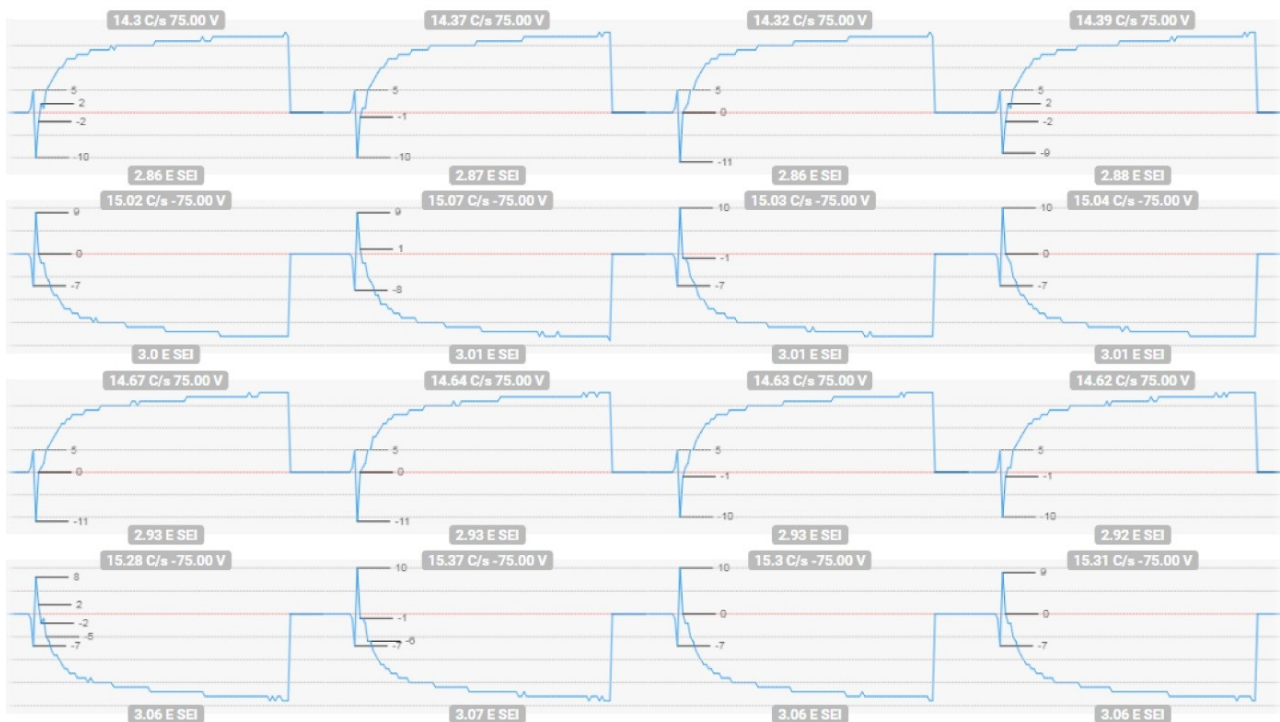 14.3 C/s 75.00 V 14.37 C/s 75.00 V 14.32 C/s 75.00 V 14.39 C/s 75.00 V
5 5 5 5
2 2
-1 0
-2 -2
-10 -10 -11 -9
2.86 E SEI 2.87 E SEI 2.86 E SEI 2.88 E SEI
15.02 C/s -75.00 V 15.07 C/s -75.00 V 15.03 C/s -75.00 V 15.04 C/s -75.00 V
9 9 10 10
0 1 -1 0
-7 -8 -7 -7
3.0 E SEI 3.01 E SEI 3.01 E SEI 3.01 E SEI
14.67 C/s 75.00 V 14.64 C/s 75.00 V 14.63 C/s 75.00 V 14.62 C/s 75.00 V
5 5 5 5
0 0 -1 -1
-11 -11 -10 -10
2.93 E SEI 2.93 E SEI 2.93 E SEI 2.92 E SEI
15.28 C/s -75.00 V 15.37 C/s -75.00 V 15.3 C/s -75.00 V 15.31 C/s -75.00 V
8 10 10 9
2 -1 0 0
-2
-5 -6
-7 -7 -7 -7
3.06 E SEI 3.07 E SEI 3.06 E SEI 3.06 E SEI